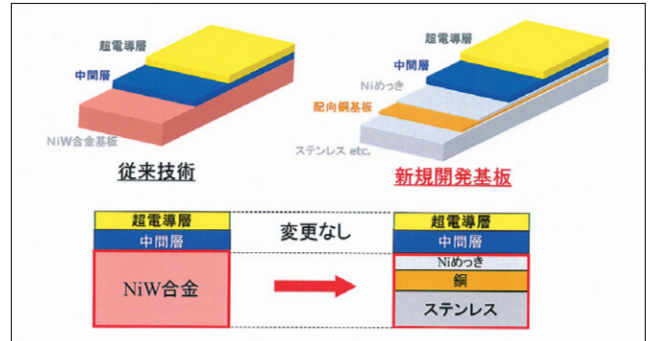 超電導層
中間層
NiW合金基板
従来技術
超電導層
中間層
Niめっき
配向銅基板
ステンレス etc.
新規開発基板
超電導層
中間層
NiW合金
変更なし
超電導層
中間層
Niめっき
銅
ステンレス